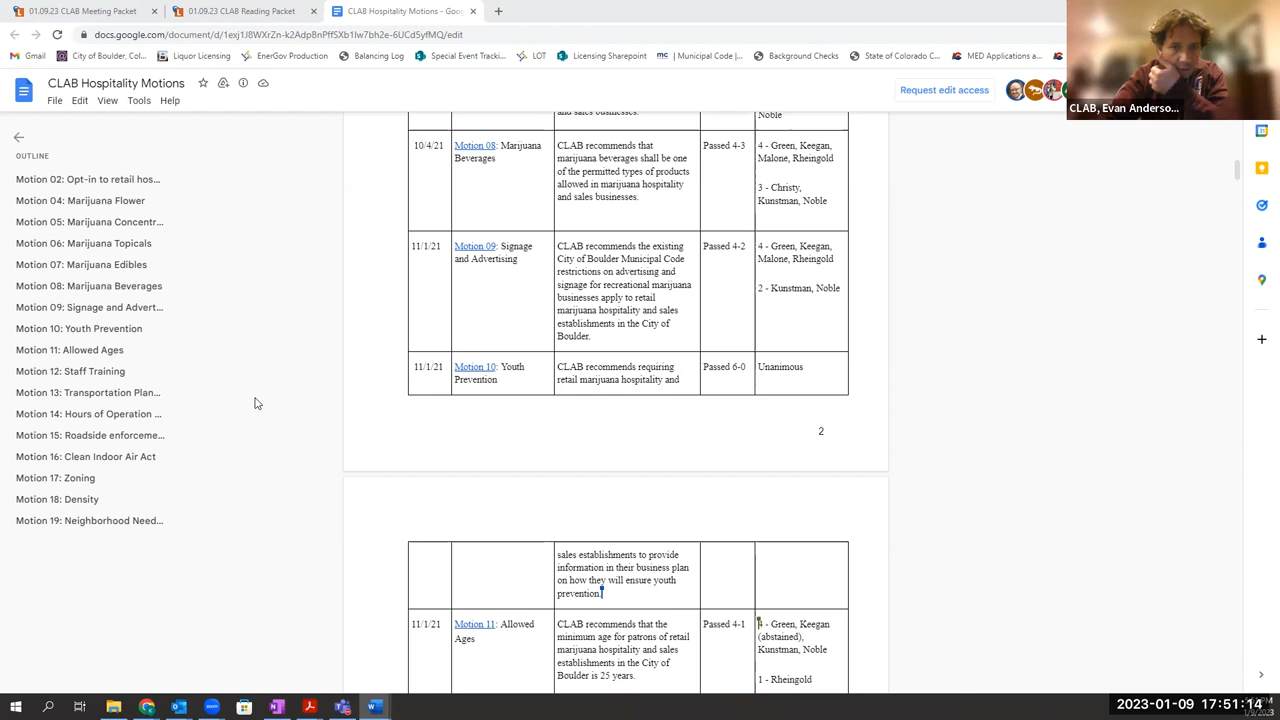 01.09.23 CLAB Meeting Packet
01.09.23 CLAB Reading Packet
CLAB Hospitality Motions - Goo
docs.google.com/document/d/1exj1J8WXrZn-k2AdpBnPffSXb1lw7bh2e-6UCd5yfMQ/edit
Gmail
City of Boulder, Col...
Liquor Licensing
EnerGov Production
Balancing Log
Special Event Tracki...
LOT
Licensing Sharepoint
Municipal Code |...
Background Checks
State of Colorado C...
MED Applications a...
CLAB Hospitality Motions
File Edit View Tools Help
Request edit access
CLAB, Evan Anderso...
OUTLINE
Motion 02: Opt-in to retail hos...
Motion 04: Marijuana Flower
Motion 05: Marijuana Concentr...
Motion 06: Marijuana Topicals
Motion 07: Marijuana Edibles
Motion 08: Marijuana Beverages
Motion 09: Signage and Advert...
Motion 10: Youth Prevention
Motion 11: Allowed Ages
Motion 12: Staff Training
Motion 13: Transportation Plan...
Motion 14: Hours of Operation ...
Motion 15: Roadside enforceme...
Motion 16: Clean Indoor Air Act
Motion 17: Zoning
Motion 18: Density
Motion 19: Neighborhood Need...
and sales businesses.
Noble
10/4/21
Motion 08: Marijuana
Beverages
CLAB recommends that
marijuana beverages shall be one
of the permitted types of products
allowed in marijuana hospitality
and sales businesses.
Passed 4-3
4 - Green, Keegan,
Malone, Rheingold
3 - Christy,
Kunstman, Noble
11/1/21
Motion 09: Signage
and Advertising
CLAB recommends the existing
City of Boulder Municipal Code
restrictions on advertising and
signage for recreational marijuana
businesses apply to retail
marijuana hospitality and sales
establishments in the City of
Boulder.
Passed 4-2
4 - Green, Keegan,
Malone, Rheingold
2 - Kunstman, Noble
11/1/21
Motion 10: Youth
Prevention
CLAB recommends requiring
retail marijuana hospitality and
Passed 6-0
Unanimous
2
sales establishments to provide
information in their business plan
on how they will ensure youth
prevention.
11/1/21
Motion 11: Allowed
Ages
CLAB recommends that the
minimum age for patrons of retail
marijuana hospitality and sales
establishments in the City of
Boulder is 25 years.
Passed 4-1
4 - Green, Keegan
(abstained),
Kunstman, Noble
1 - Rheingold
2023-01-09 17:51:14